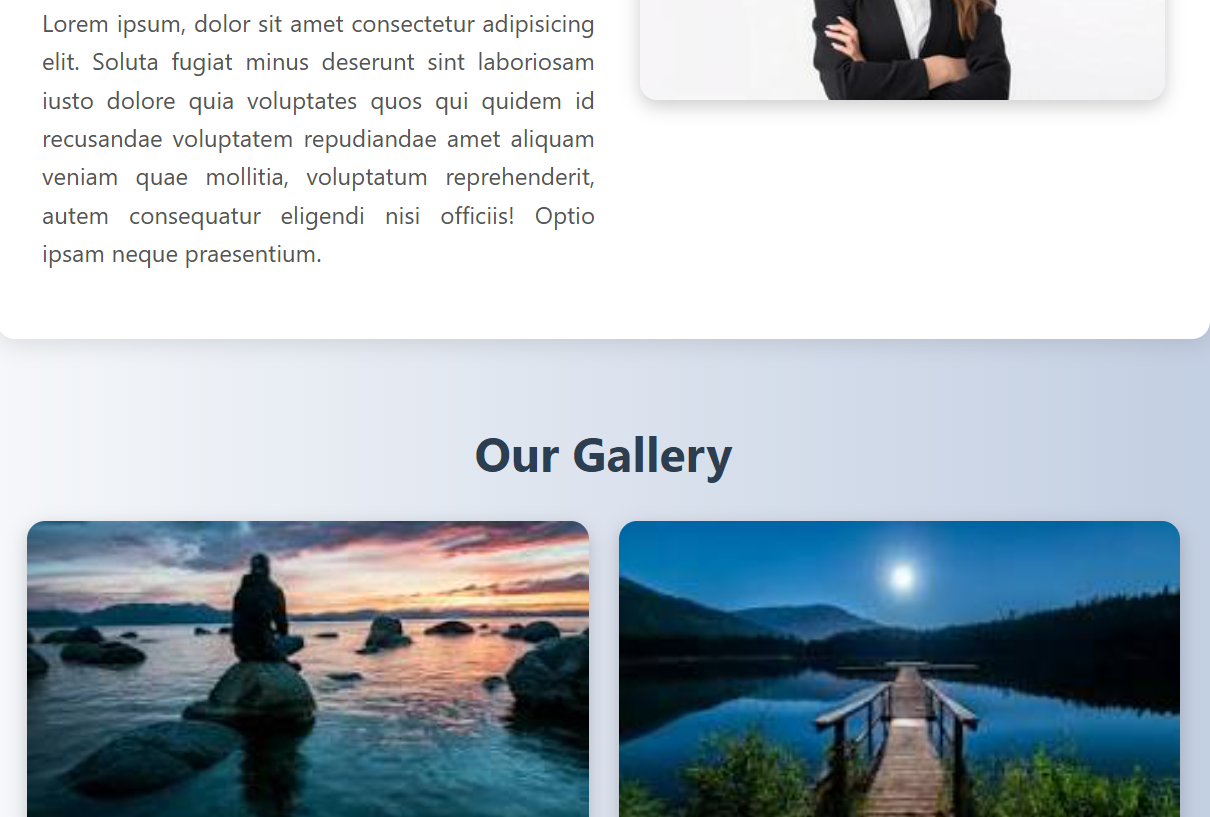 Lorem ipsum, dolor sit amet consectetur adipisicing
elit. Soluta fugiat minus deserunt sint laboriosam
iusto dolore quia voluptates quos qui quidem id
recusandae voluptatem repudiandae amet aliquam
veniam quae mollitia, voluptatum reprehenderit,
autem consequatur eligendi nisi officiis! Optio
ipsam neque praesentium.
Our Gallery